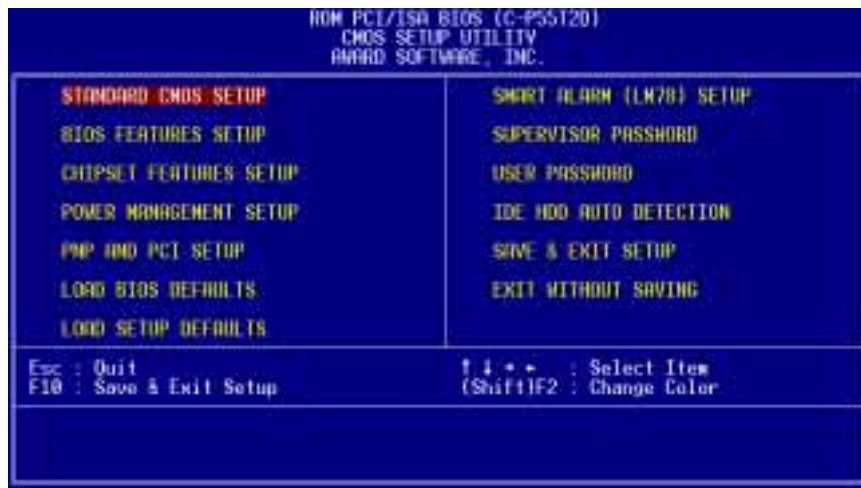 ROM PCI/ISA BIOS (C-P55T2D)
CMOS SETUP UTILITY
AWARD SOFTWARE, INC.
STANDARD CMOS SETUP
BIOS FEATURES SETUP
CHIPSET FEATURES SETUP
POWER MANAGEMENT SETUP
PNP AND PCI SETUP
LOAD BIOS DEFAULTS
LOAD SETUP DEFAULTS
SMART ALARM (LM78) SETUP
SUPERVISOR PASSWORD
USER PASSWORD
IDE HDD AUTO DETECTION
SAVE & EXIT SETUP
EXIT WITHOUT SAVING
Esc : Quit
F10 : Save & Exit Setup
↑ ↓ → ← : Select Item
(Shift)F2 : Change Color